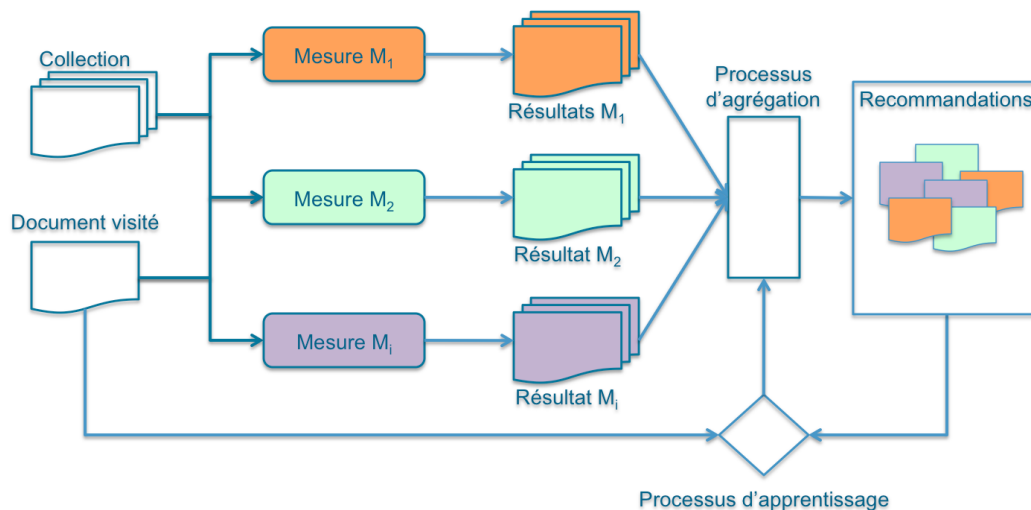 Collection
Mesure M1
Résultats M1
Processus
d'agrégation
Recommandations
Document visité
Mesure M2
Résultat M2
Mesure Mi
Résultat Mi
Processus d'apprentissage